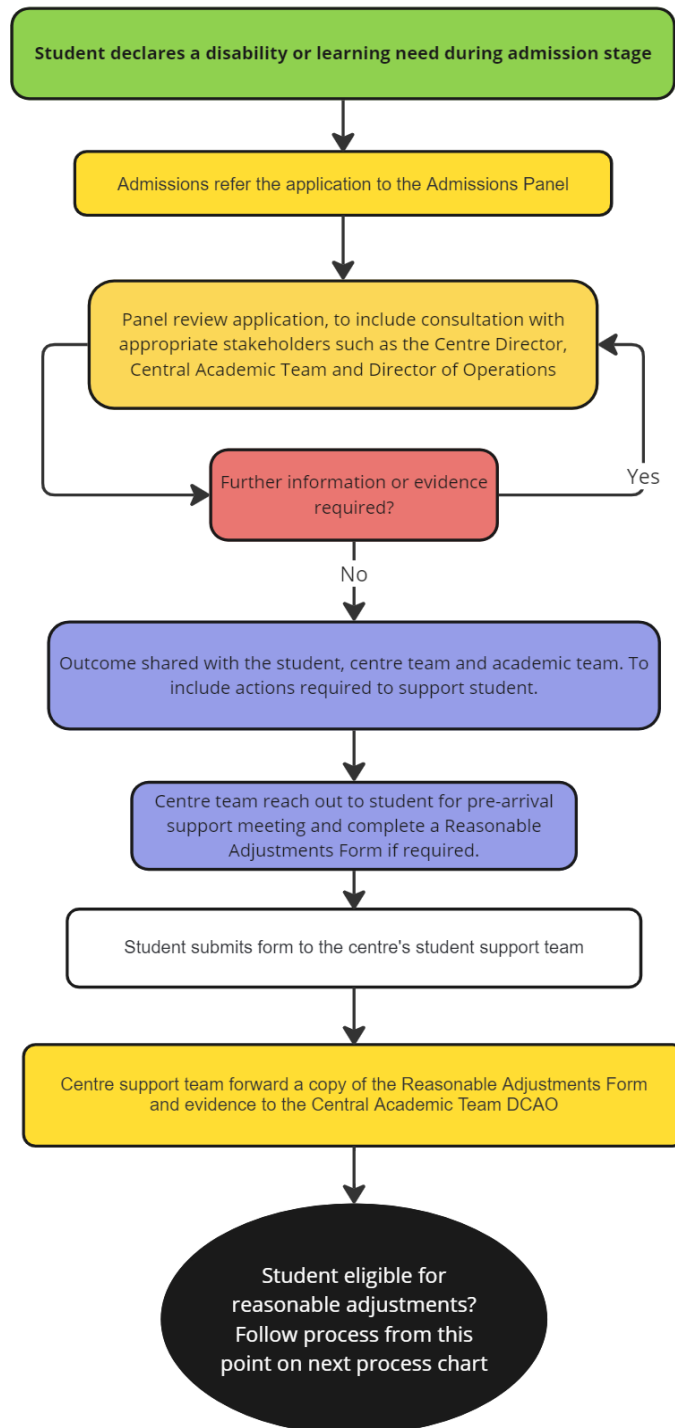 Student declares a disability or learning need during admission stage
Admissions refer the application to the Admissions Panel
Panel review application, to include consultation with
appropriate stakeholders such as the Centre Director,
Central Academic Team and Director of Operations
Further information or evidence
required?
Yes
No
Outcome shared with the student, centre team and academic team. To
include actions required to support student.
Centre team reach out to student for pre-arrival
support meeting and complete a Reasonable
Adjustments Form if required.
Student submits form to the centre's student support team
Centre support team forward a copy of the Reasonable Adjustments Form
and evidence to the Central Academic Team DCAO
Student eligible for
reasonable adjustments?
Follow process from this
point on next process chart